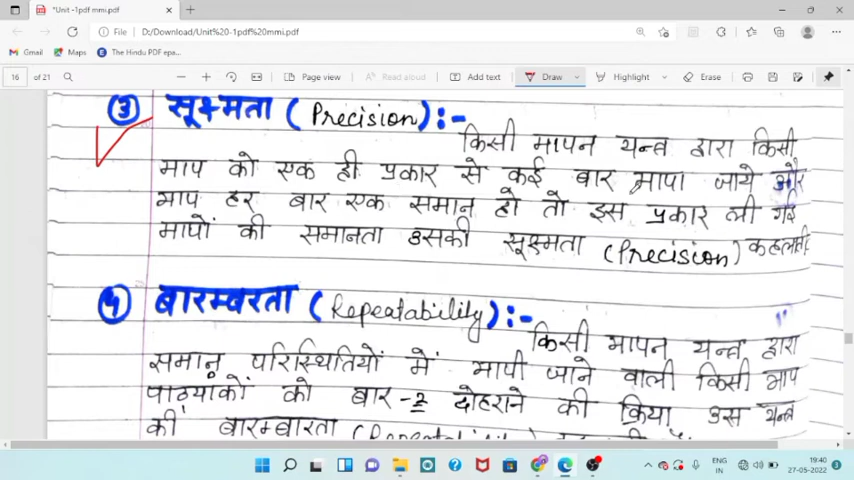 *Unit -1pdf mmi.pdf
File D:/Download/Unit%20-1pdf%20mmi.pdf
Gmail Maps The Hindu PDF epa...
16 of 21 Page view Read aloud Add text Draw Highlight Erase
③ सूक्ष्मता (Precision) :-
किसी मापन यन्त्र द्वारा किसी
माप को एक ही प्रकार से कई बार मापा जाये और
माप हर बार एक समान हो तो इस प्रकार ली गई
मापों की समानता उसकी सूक्ष्मता (Precision) कहलाती
④ बारम्बरता (Repeatability) :-
किसी मापन यन्त्र द्वारा
समान परिस्थितियों में मापी जाने वाली किसी माप
पाठ्यांकों को बार -२ दोहराने की क्रिया उस यन्त्र
की बारम्बारता (Repeatability)
ENG
IN
19:40
27-05-2022